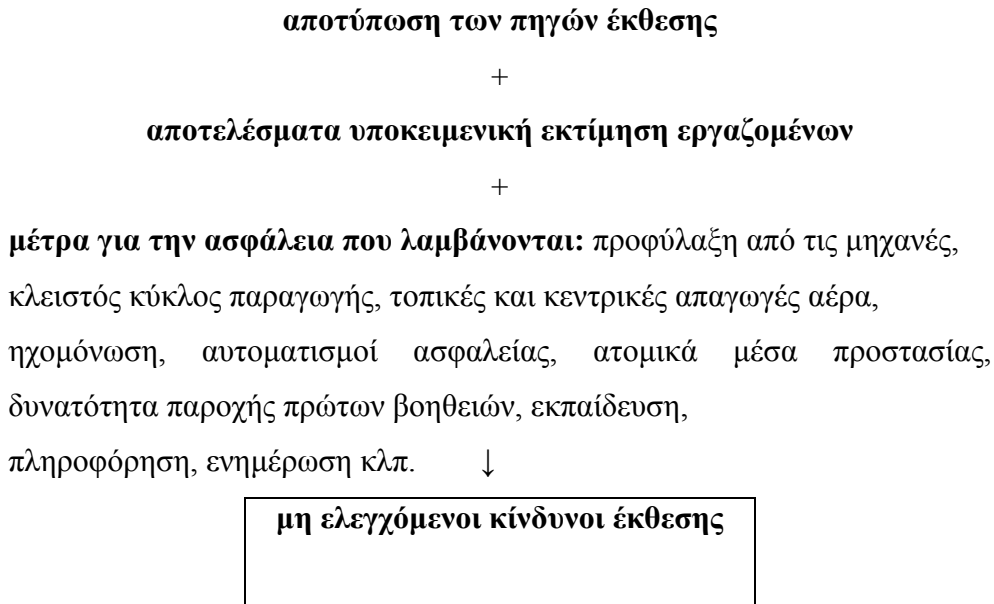 αποτύπωση των πηγών έκθεσης
+
αποτελέσματα υποκειμενική εκτίμηση εργαζομένων
+
μέτρα για την ασφάλεια που λαμβάνονται: προφύλαξη από τις μηχανές,
κλειστός κύκλος παραγωγής, τοπικές και κεντρικές απαγωγές αέρα,
ηχομόνωση, αυτοματισμοί ασφαλείας, ατομικά μέσα προστασίας,
δυνατότητα παροχής πρώτων βοηθειών, εκπαίδευση,
πληροφόρηση, ενημέρωση κλπ. ↓
μη ελεγχόμενοι κίνδυνοι έκθεσης